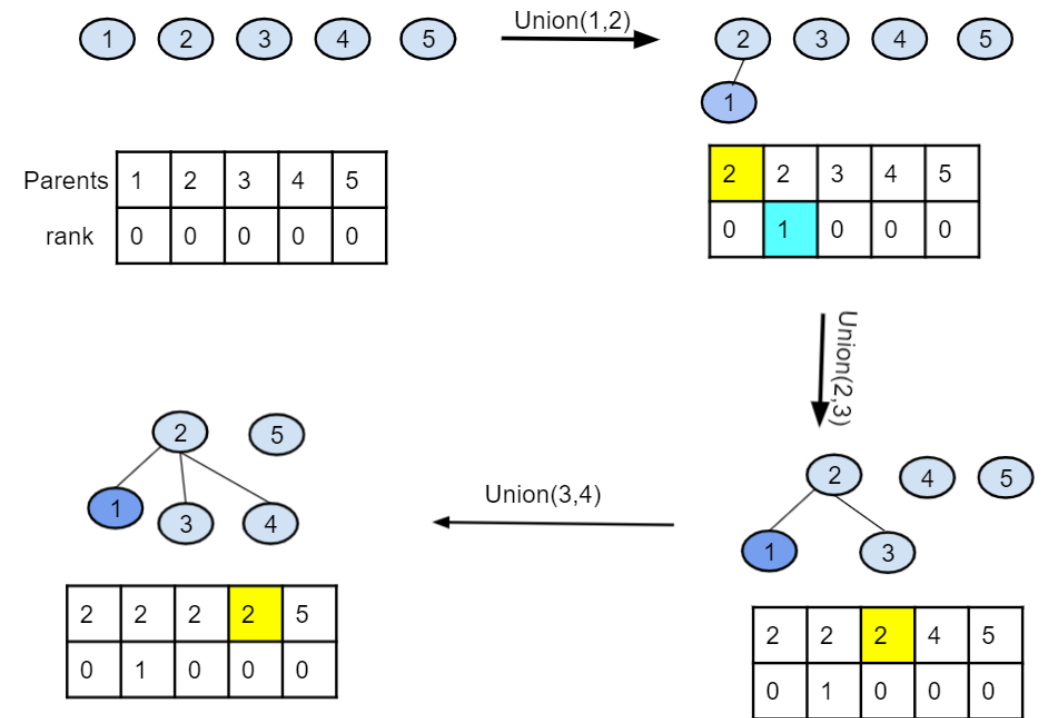 1 2 3 4 5
Union(1,2)
2 3 4 5
1
Parents 1 2 3 4 5
rank 0 0 0 0 0
2 2 3 4 5
0 1 0 0 0
Union(2,3)
2 4 5
1 3
2 2 2 4 5
0 1 0 0 0
Union(3,4)
2 5
1 3 4
2 2 2 2 5
0 1 0 0 0